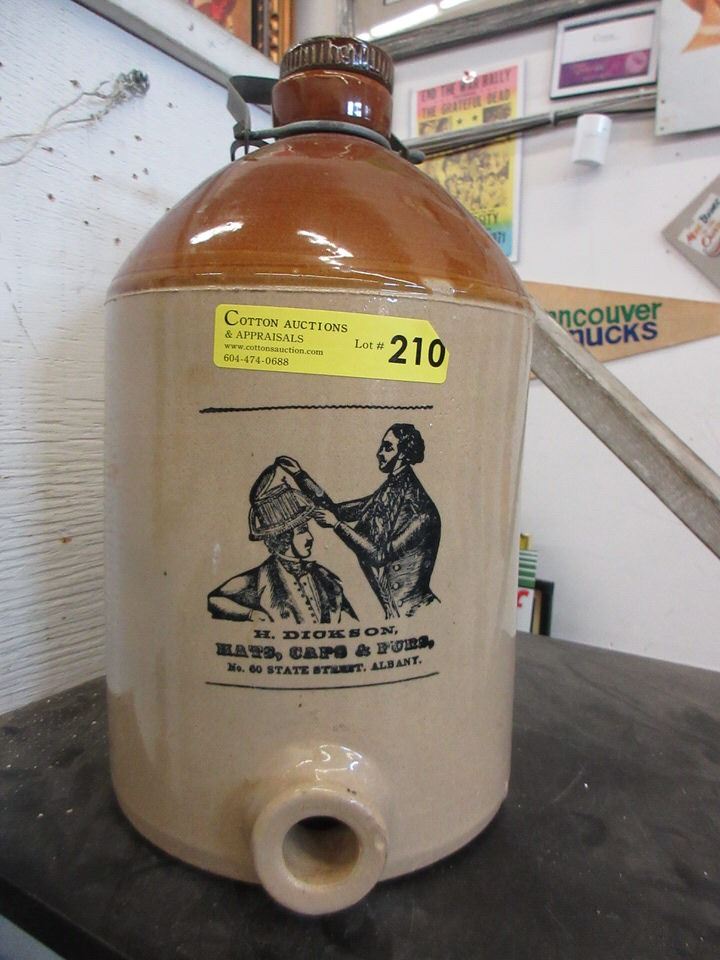 COTTON AUCTIONS
& APPRAISALS
www.cottonsauction.com
604-474-0688
Lot # 210
H. DICKSON,
HATS, CAPS & FURS,
No. 60 STATE STREET. ALBANY.
END THE WAR RALLY
THE GRATEFUL DEAD
ncouver
nucks